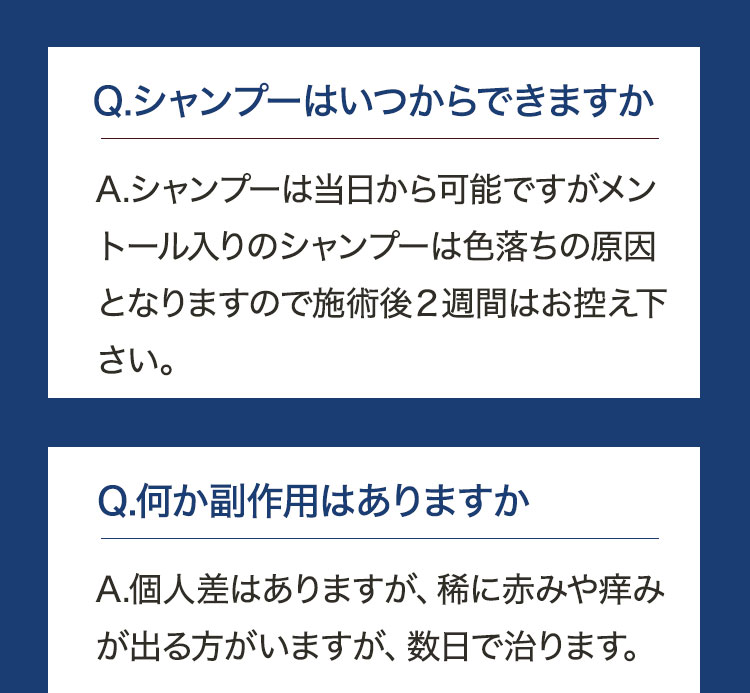 Q.シャンプーはいつからできますか
A.シャンプーは当日から可能ですがメン
トール入りのシャンプーは色落ちの原因
となりますので施術後２週間はお控え下
さい。
Q.何か副作用はありますか
A.個人差はありますが、稀に赤みや痒み
が出る方がいますが、数日で治ります。